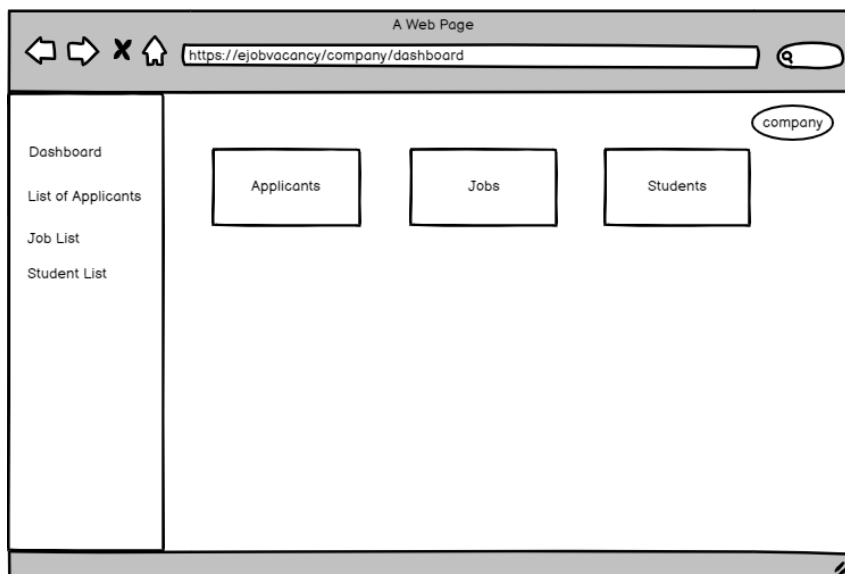 A Web Page
https://ejobvacancy/company/dashboard
company
Dashboard
List of Applicants
Job List
Student List
Applicants
Jobs
Students